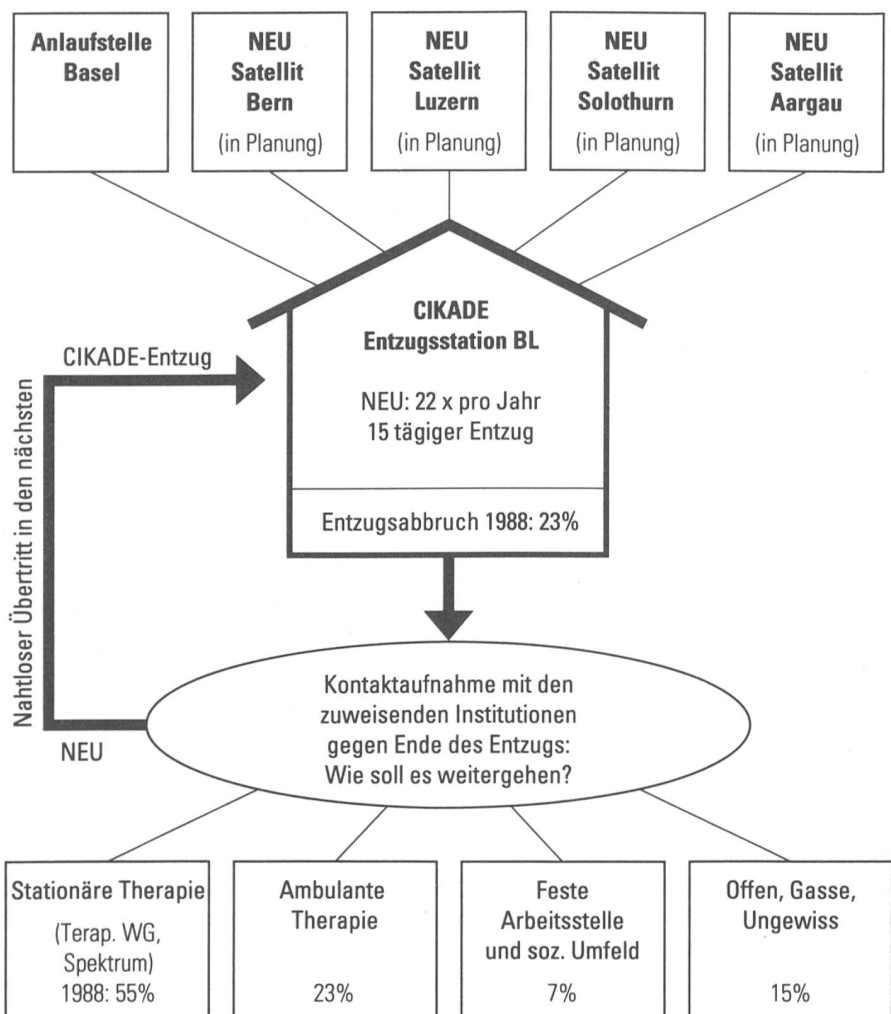 Anlaufstelle
Basel
NEU
Satellit
Bern
(in Planung)
NEU
Satellit
Luzern
(in Planung)
NEU
Satellit
Solothurn
(in Planung)
NEU
Satellit
Aargau
(in Planung)
CIKADE
Entzugsstation BL
NEU: 22 x pro Jahr
15 tägiger Entzug
Entzugsabbruch 1988: 23%
Nahtloser Übertritt in den nächsten
CIKADE-Entzug
NEU
Kontaktaufnahme mit den
zuweisenden Institutionen
gegen Ende des Entzugs:
Wie soll es weitergehen?
Stationäre Therapie
(Terap. WG,
Spektrum)
1988: 55%
Ambulante
Therapie
23%
Feste
Arbeitsstelle
und soz. Umfeld
7%
Offen, Gasse,
Ungewiss
15%